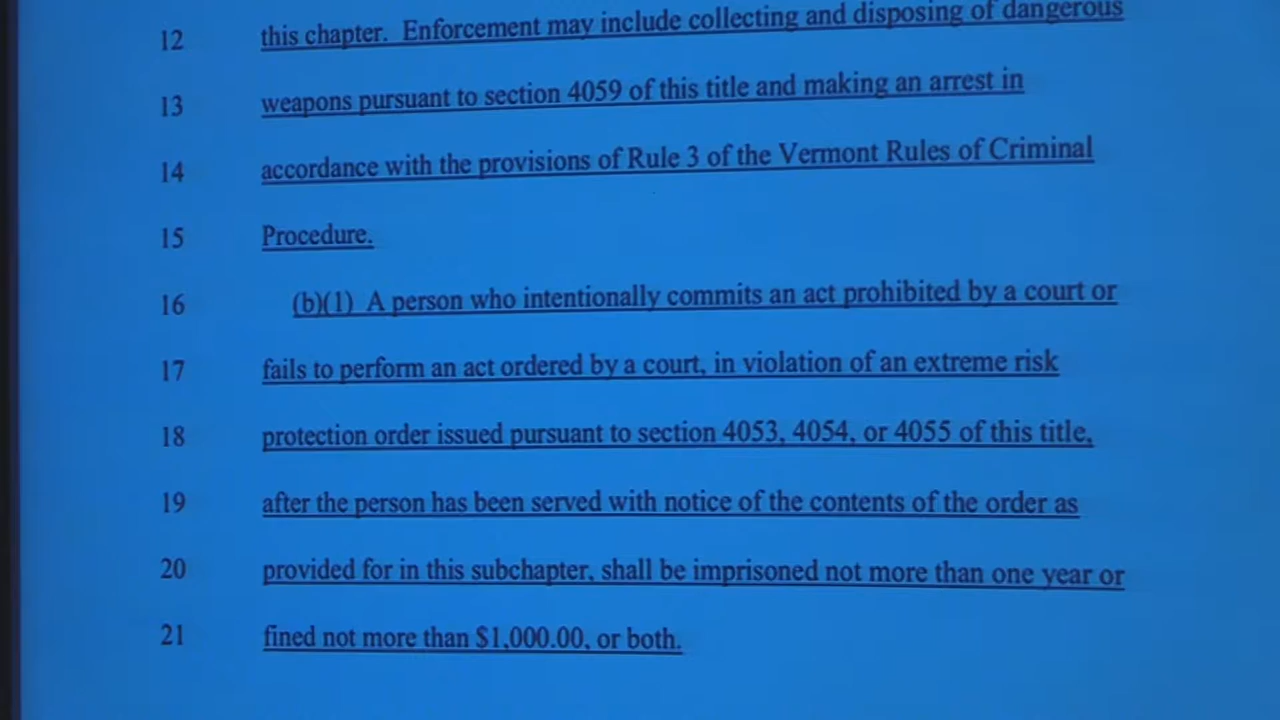 12 this chapter. Enforcement may include collecting and disposing of dangerous
13 weapons pursuant to section 4059 of this title and making an arrest in
14 accordance with the provisions of Rule 3 of the Vermont Rules of Criminal
15 Procedure.
16 (b)(1) A person who intentionally commits an act prohibited by a court or
17 fails to perform an act ordered by a court, in violation of an extreme risk
18 protection order issued pursuant to section 4053, 4054, or 4055 of this title,
19 after the person has been served with notice of the contents of the order as
20 provided for in this subchapter, shall be imprisoned not more than one year or
21 fined not more than $1,000.00, or both.